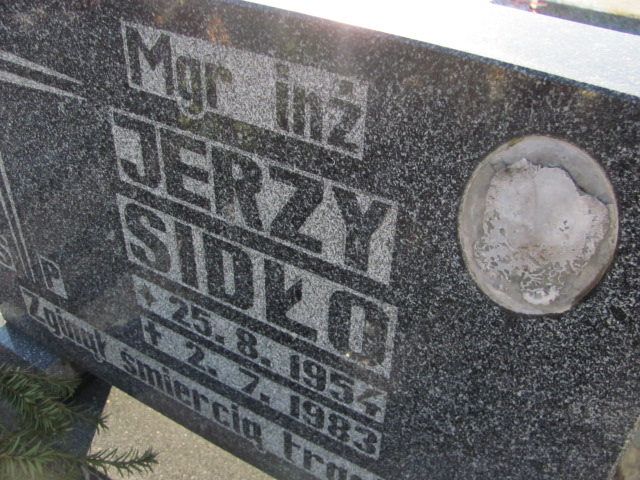 Mgr inż
JERZY
SIDŁO
* 25.8.1954
† 2.7.1983
Zginął śmiercią
S P